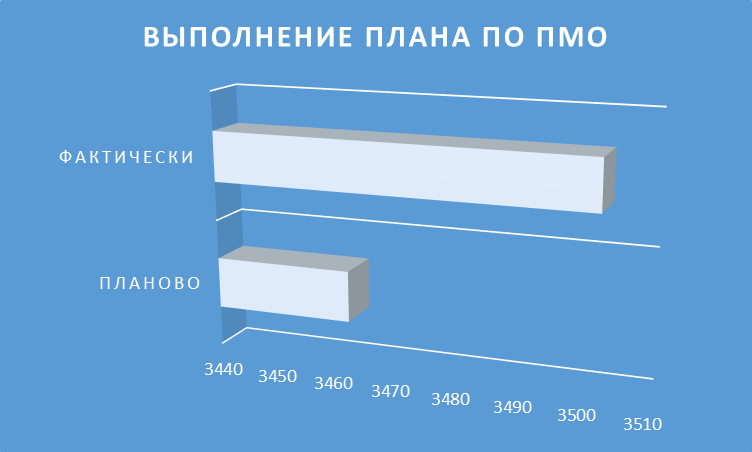 ВЫПОЛНЕНИЕ ПЛАНА ПО ПМО
ФАКТИЧЕСКИ
ПЛАНОВО
3440 3450 3460 3470 3480 3490 3500 3510